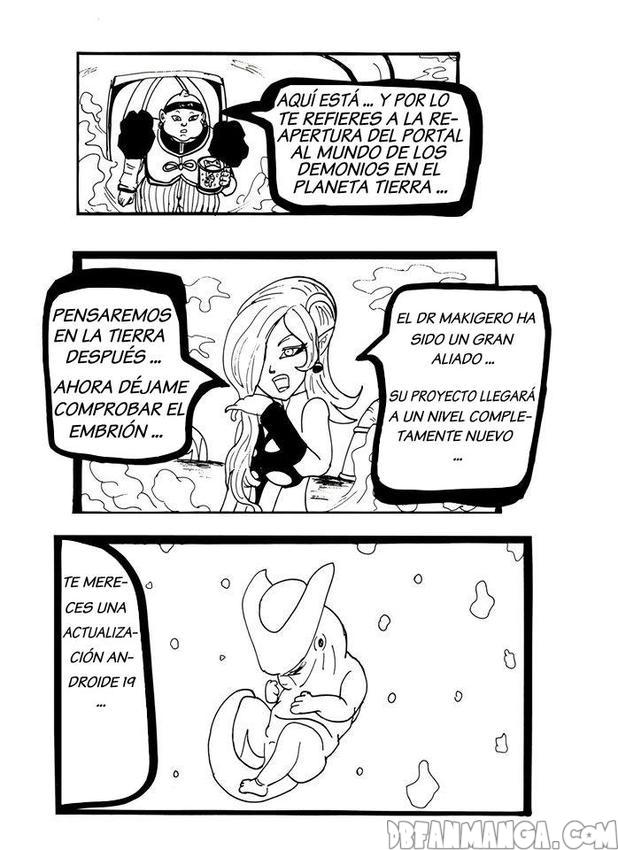 AQUÍ ESTÁ ... Y POR LO
TE REFIERES A LA RE-
APERTURA DEL PORTAL
AL MUNDO DE LOS
DEMONIOS EN EL
PLANETA TIERRA ...
PENSAREMOS
EN LA TIERRA
DESPUÉS ...
AHORA DÉJAME
COMPROBAR EL
EMBRIÓN ...
EL DR MAKIGERO HA
SIDO UN GRAN
ALIADO ...
SU PROYECTO LLEGARÁ
A UN NIVEL COMPLE-
TAMENTE NUEVO
...
TE MERE-
CES UNA
ACTUALIZA-
CIÓN AN-
DROIDE 19
...
DBFANMANGA.COM